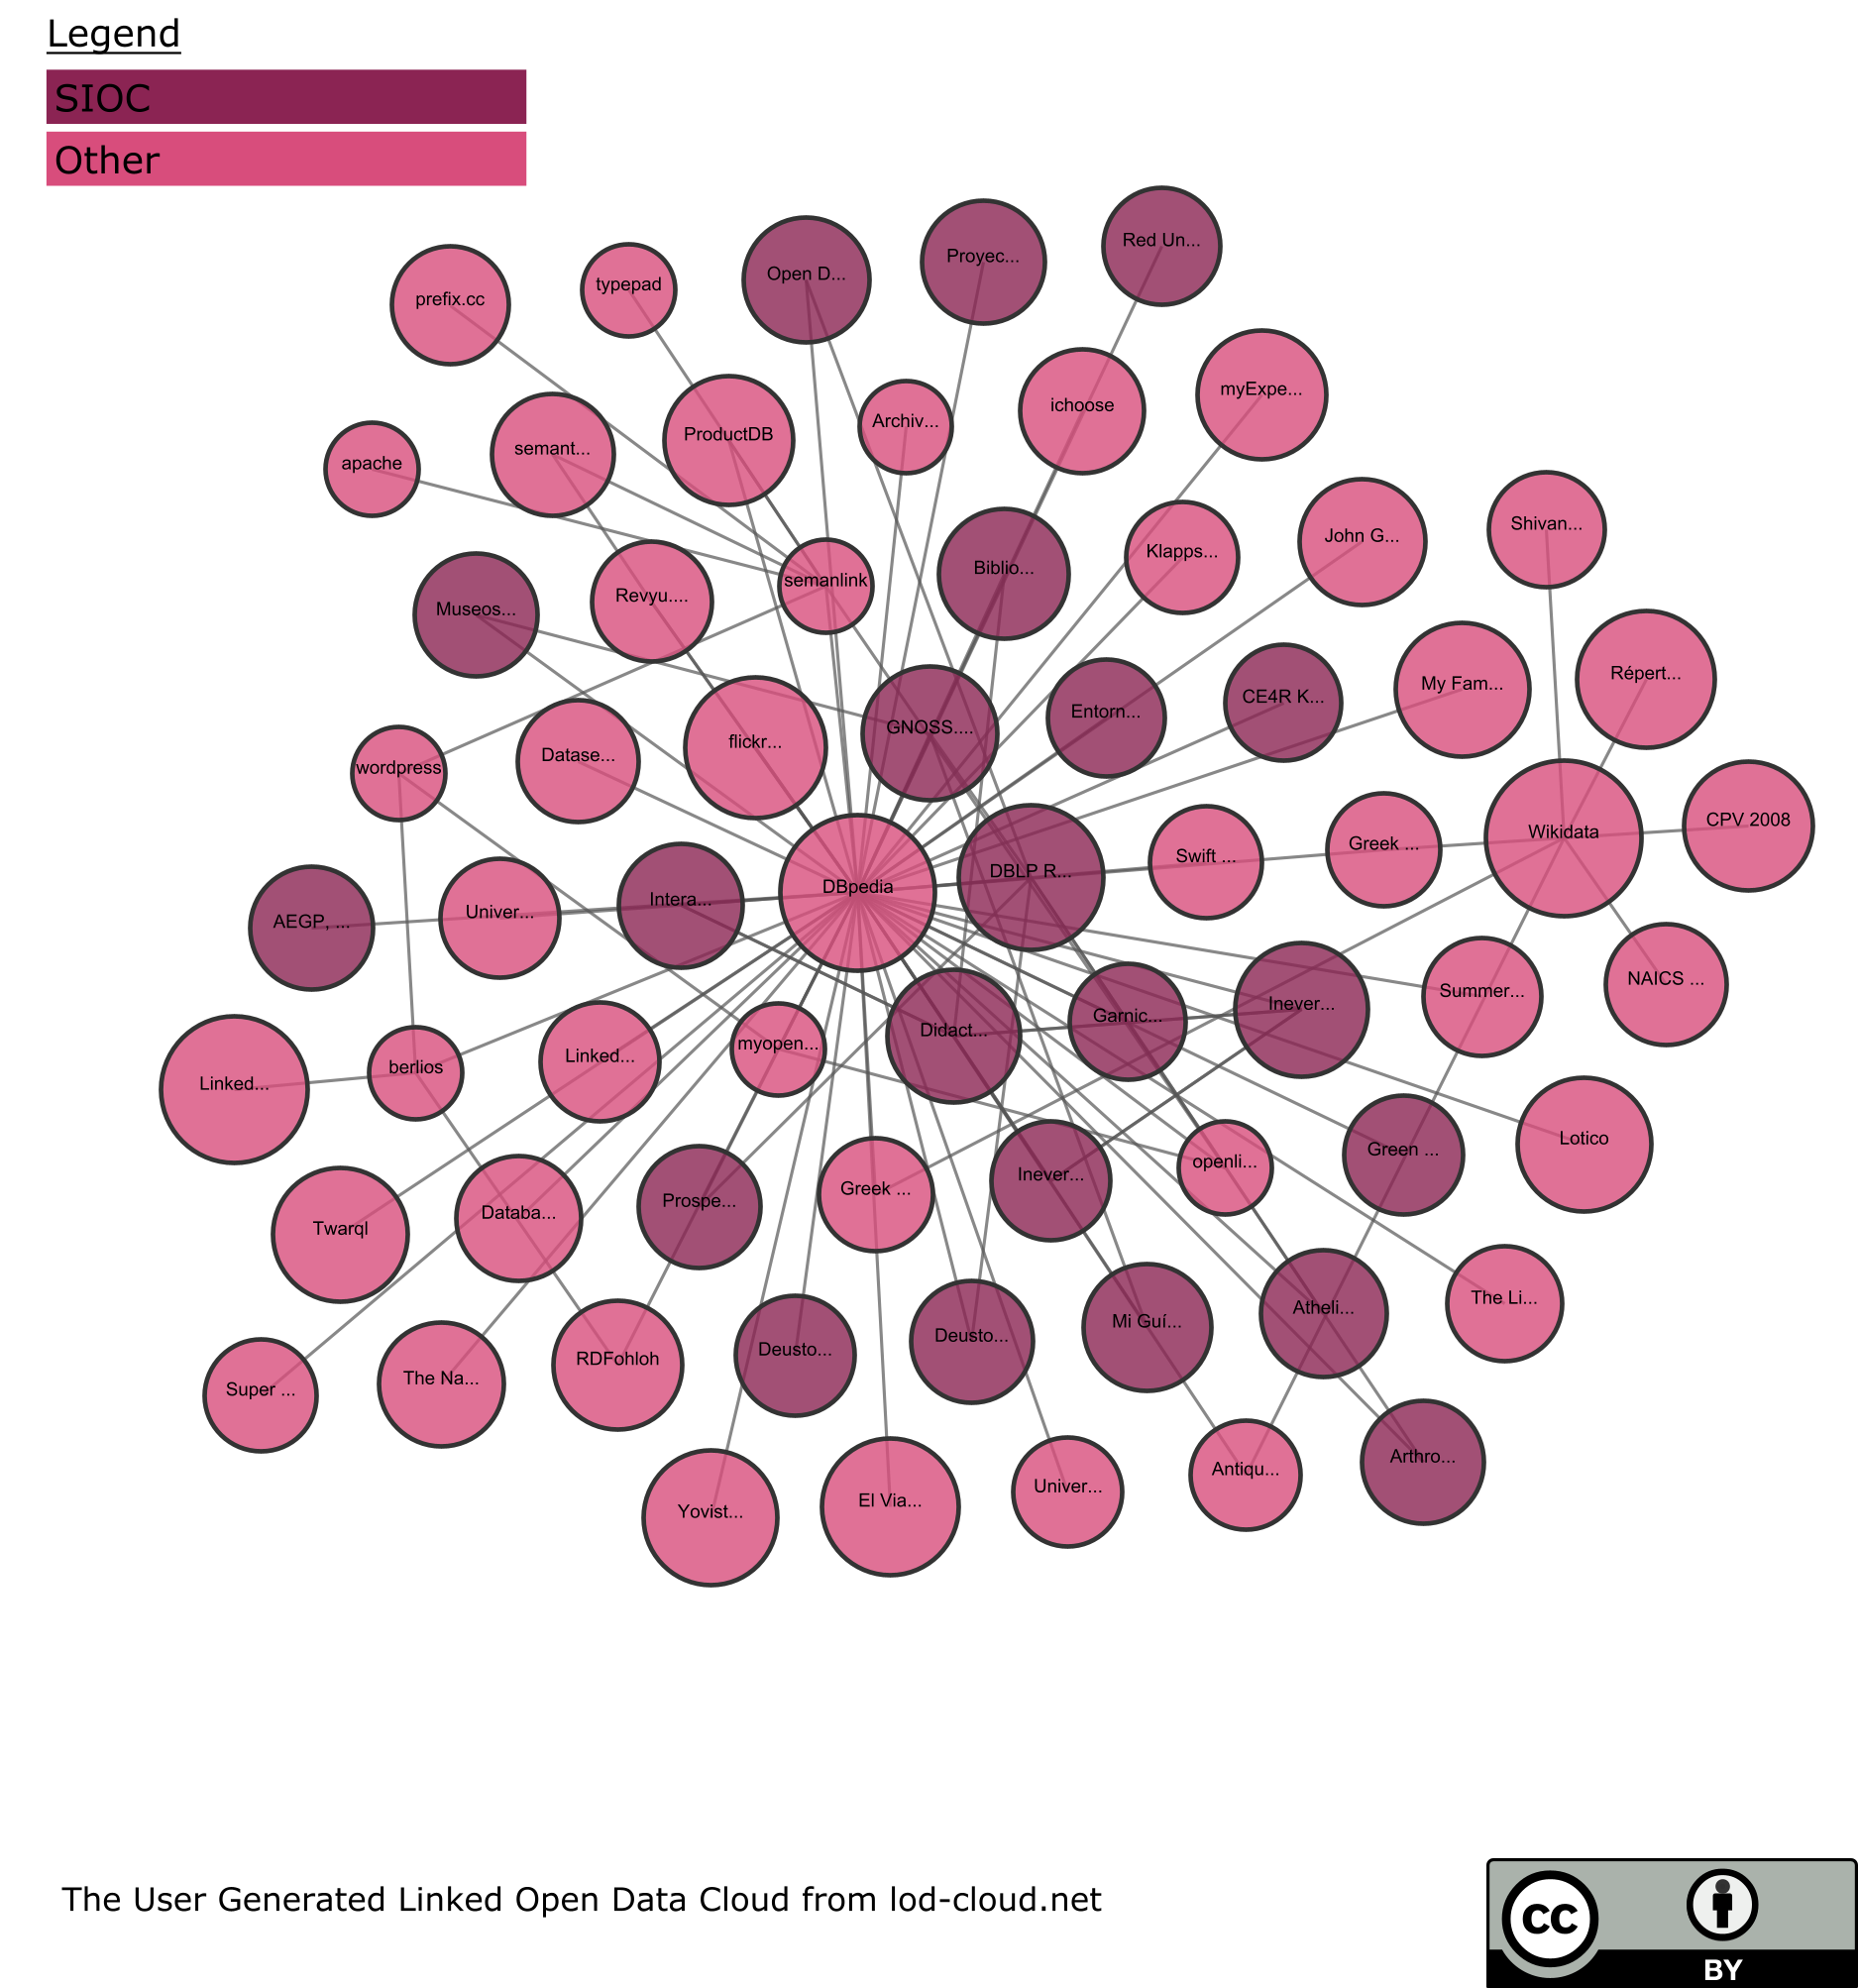 Legend
SIOC
Other
Red Un...
Proyec...
Open D...
typepad
prefix.cc
myExpe...
ichoose
Archiv...
ProductDB
semant...
apache
Shivan...
John G...
Klapps...
Biblio...
semanlink
Revyu....
Museos...
Répert...
My Fam...
CE4R K...
Entorn...
GNOSS....
flickr...
Datase...
wordpress
CPV 2008
Wikidata
Greek ...
Swift ...
DBLP R...
DBpedia
Intera...
Univer...
AEGP, ...
NAICS ...
Summer...
Inever...
Garnic...
Didact...
myopen...
Linked...
berlios
Linked...
Lotico
Green ...
openli...
Inever...
Greek ...
Prospe...
Databa...
Twarql
The Li...
Atheli...
Mi Guí...
Deusto...
Deusto...
RDFohloh
The Na...
Super ...
Arthro...
Antiqu...
Univer...
El Via...
Yovist...
The User Generated Linked Open Data Cloud from lod-cloud.net
cc
BY